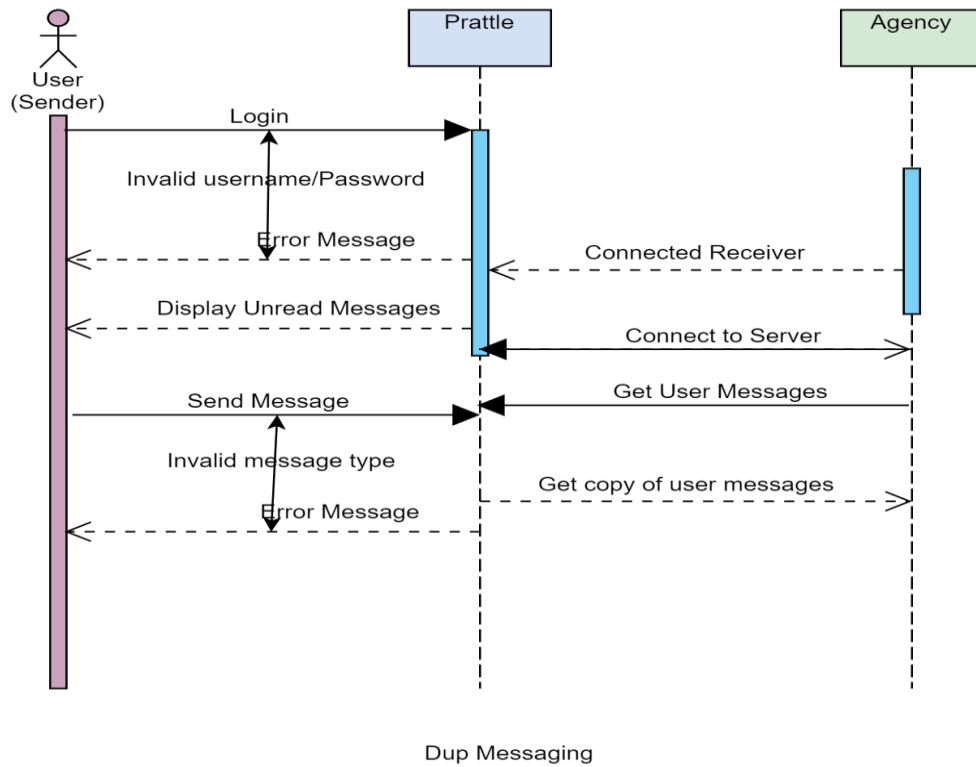 Prattle
Agency
User
(Sender)
Login
Invalid username/Password
Error Message
Connected Receiver
Display Unread Messages
Connect to Server
Send Message
Get User Messages
Invalid message type
Get copy of user messages
Error Message
Dup Messaging